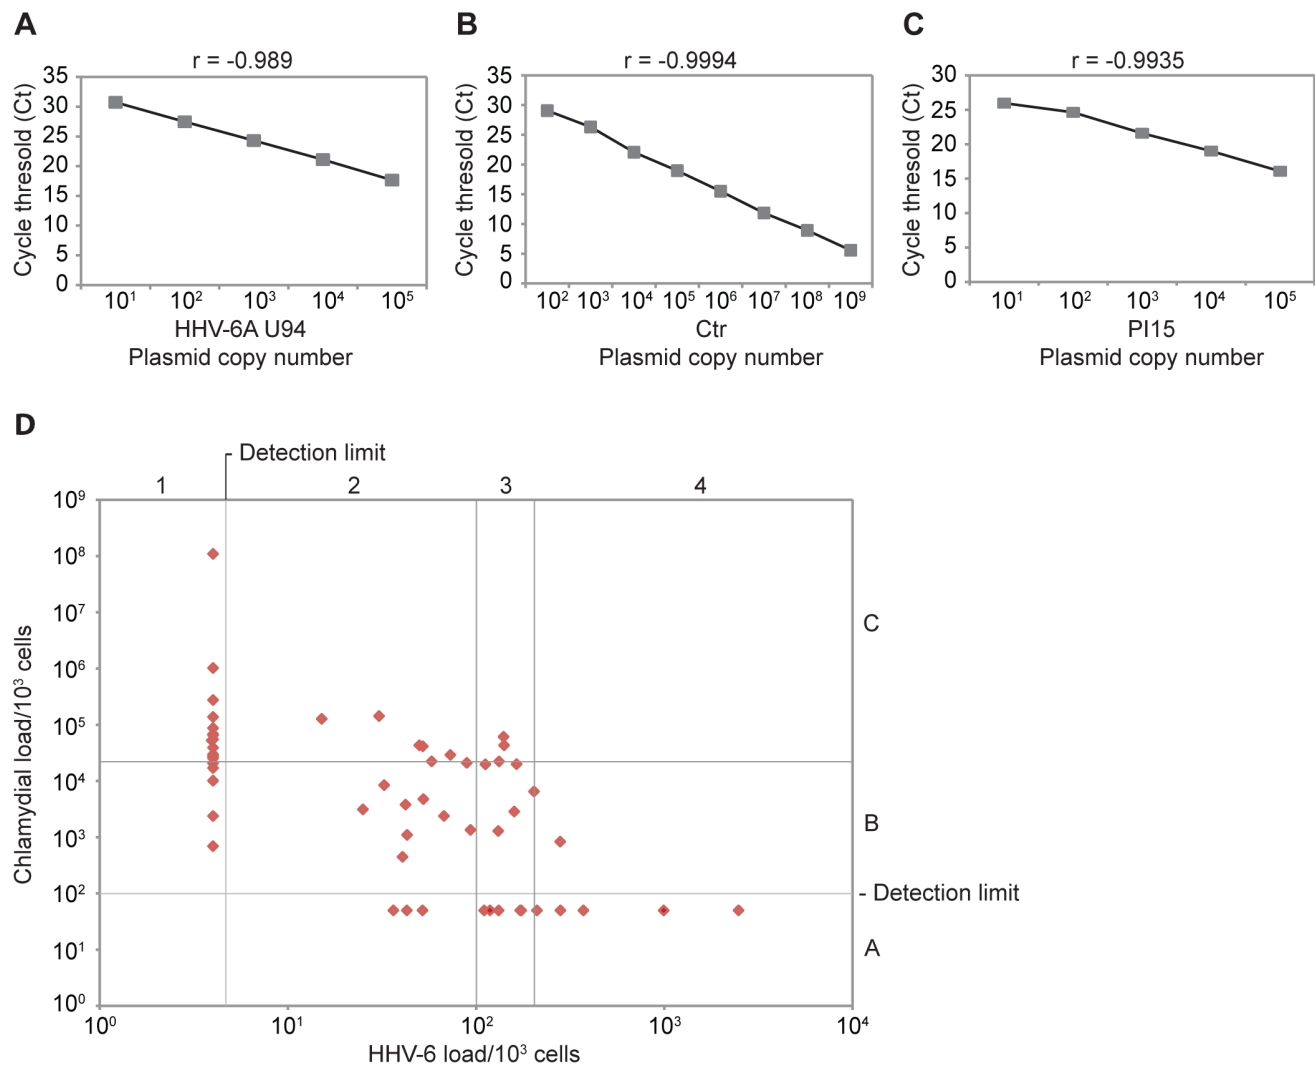 A
r = -0.989
Cycle thresold (Ct)
35
30
25
20
15
10
5
0
10¹ 10² 10³ 10⁴ 10⁵
HHV-6A U94
Plasmid copy number
B
r = -0.9994
Cycle thresold (Ct)
35
30
25
20
15
10
5
0
10² 10³ 10⁴ 10⁵ 10⁶ 10⁷ 10⁸ 10⁹
Ctr
Plasmid copy number
C
r = -0.9935
Cycle thresold (Ct)
30
25
20
15
10
5
0
10¹ 10² 10³ 10⁴ 10⁵
PI15
Plasmid copy number
D
Detection limit
1 2 3 4
Chlamydial load/10³ cells
10⁹
10⁸
10⁷
10⁶
10⁵
10⁴
10³
10²
10¹
10⁰
C
B
- Detection limit
A
10⁰ 10¹ 10² 10³ 10⁴
HHV-6 load/10³ cells